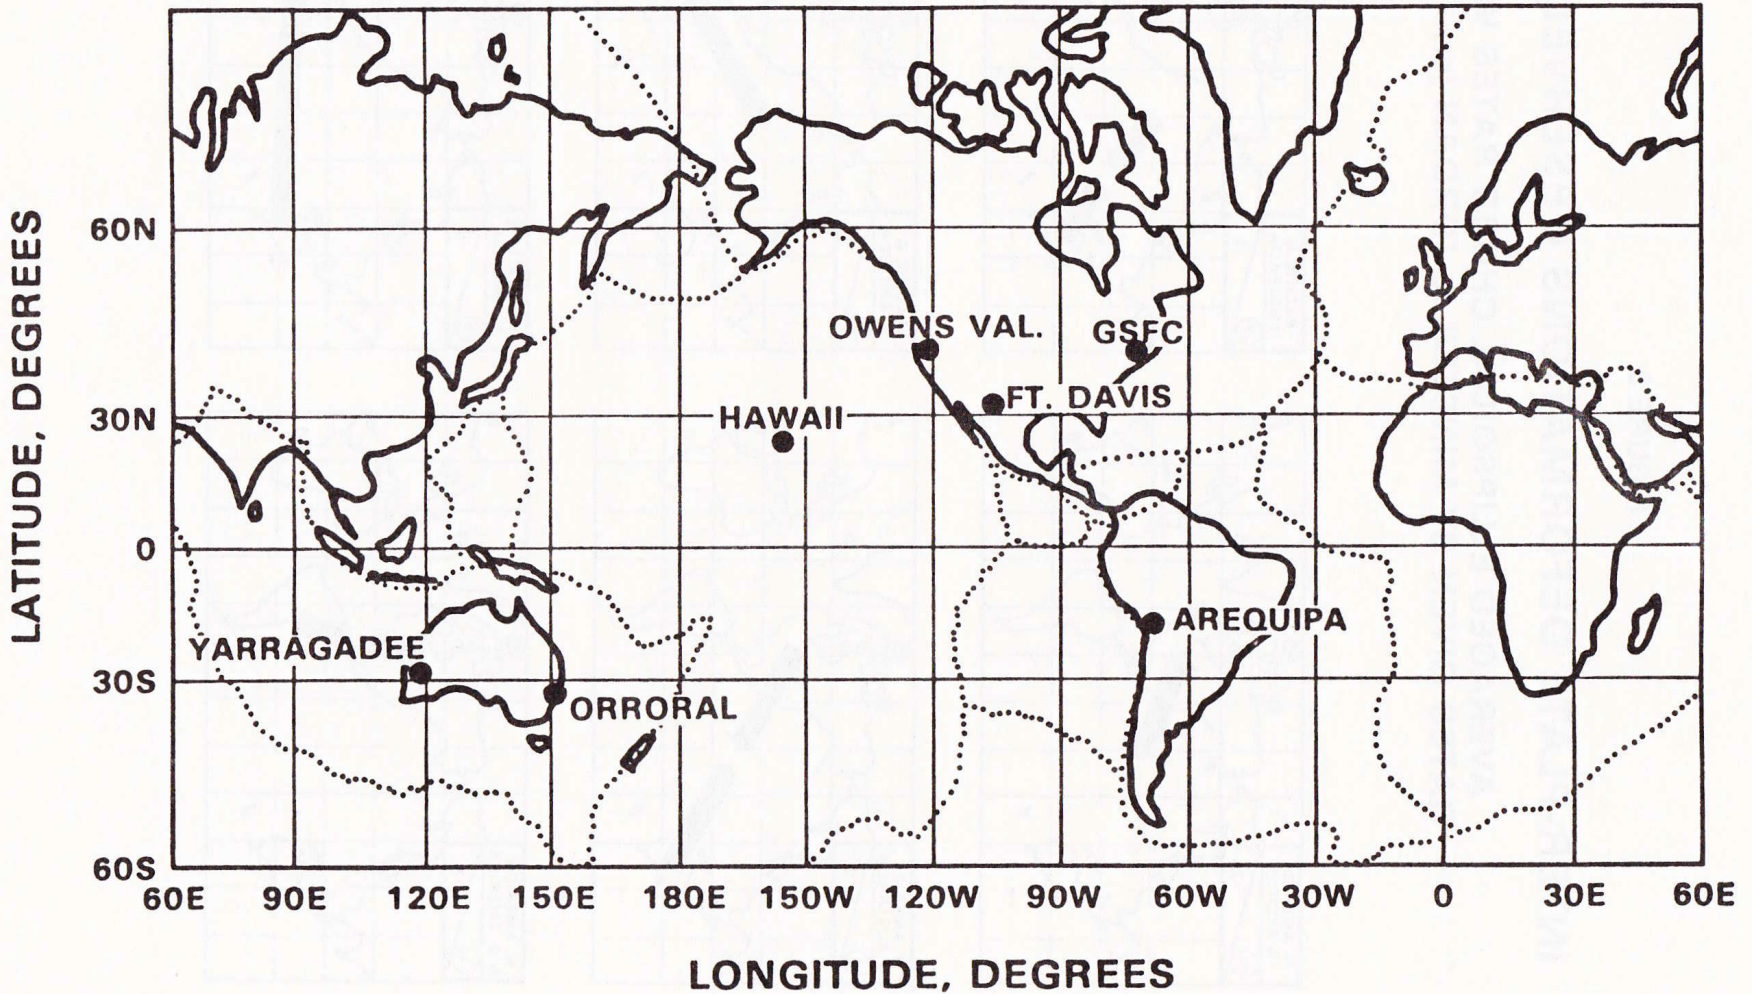 LATITUDE, DEGREES
60N
30N
0
30S
60S
OWENS VAL.
GSFC
FT. DAVIS
HAWAII
AREQUIPA
YARRAGADEE
ORRORAL
60E 90E 120E 150E 180E 150W 120W 90W 60W 30W 0 30E 60E
LONGITUDE, DEGREES